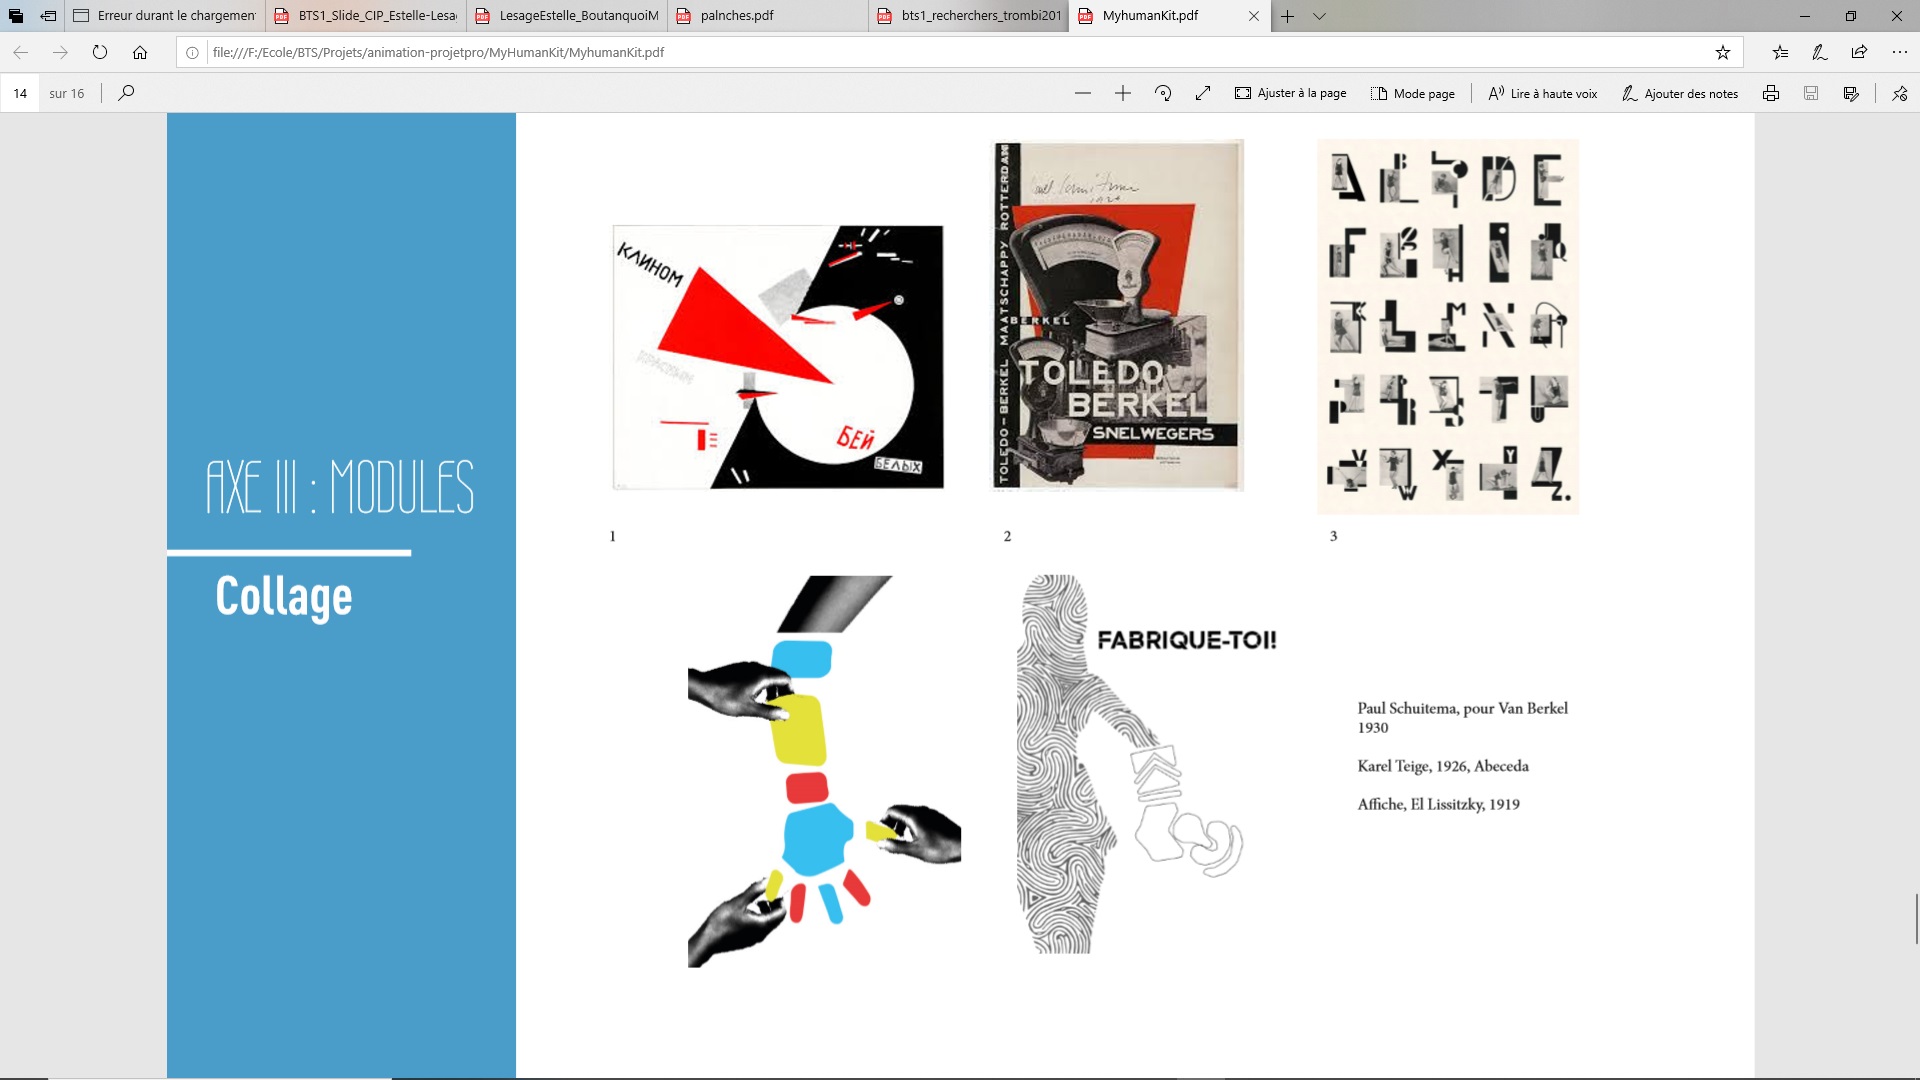 Erreur durant le chargemen
BTS1_Slide_CIP_Estelle-Lesa
LesageEstelle_BoutanquoiM
palnches.pdf
bts1_recherchers_trombi201
MyhumanKit.pdf
file:///F:/Ecole/BTS/Projets/animation-projetpro/MyHumanKit/MyhumanKit.pdf
14 sur 16
Ajuster à la page
Mode page
Lire à haute voix
Ajouter des notes
AXE III : MODULES
Collage
КЛИНОМ
КРАСНЫМ
БЕЙ
БЕЛЫХ
1
TOLEDO-BERKEL MAATSCHAPPY ROTTERDAM
BERKEL
TOLEDO
BERKEL
SNELWEGERS
2
A B C D E
F G H I J Q
K L M N O
P R S T U
V W X Y Z.
3
FABRIQUE-TOI!
Paul Schuitema, pour Van Berkel
1930
Karel Teige, 1926, Abeceda
Affiche, El Lissitzky, 1919